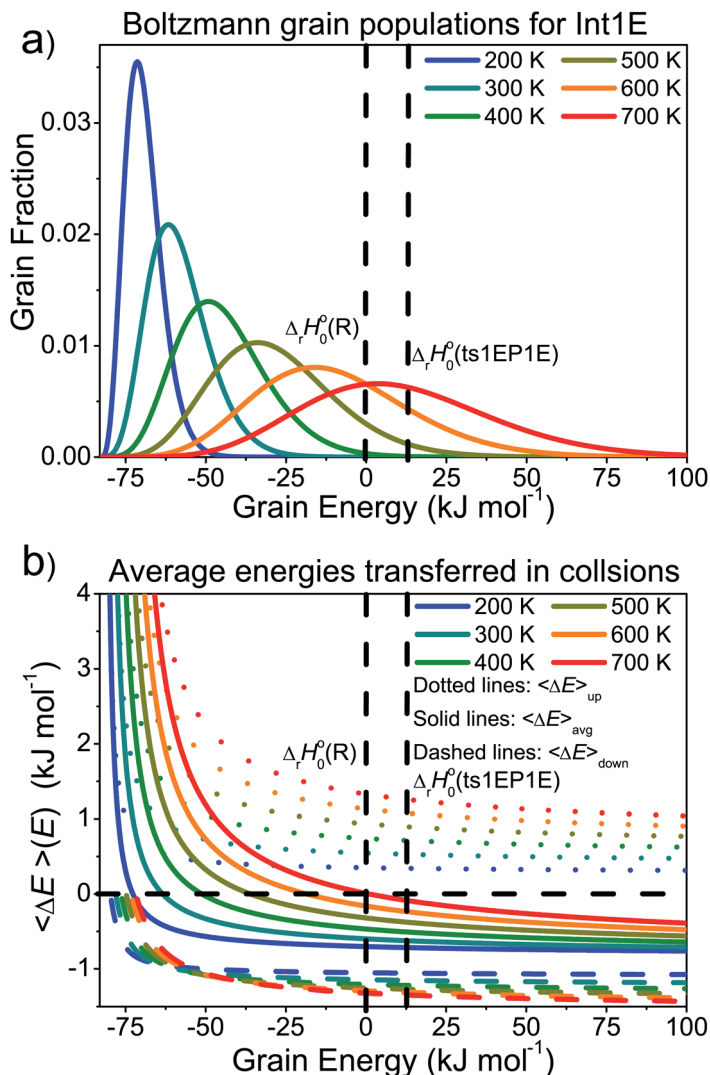 a)
Boltzmann grain populations for Int1E
200 K
500 K
300 K
600 K
400 K
700 K
0.03
0.02
0.01
0.00
Grain Fraction
ΔᵣH₀°(R)
ΔᵣH₀°(ts1EP1E)
-75 -50 -25 0 25 50 75 100
Grain Energy (kJ mol⁻¹)
b)
Average energies transferred in collsions
200 K
500 K
300 K
600 K
400 K
700 K
Dotted lines: <ΔE>up
Solid lines: <ΔE>avg
Dashed lines: <ΔE>down
ΔᵣH₀°(R)
ΔᵣH₀°(ts1EP1E)
4
3
2
1
0
-1
<ΔE>(E) (kJ mol⁻¹)
-75 -50 -25 0 25 50 75 100
Grain Energy (kJ mol⁻¹)